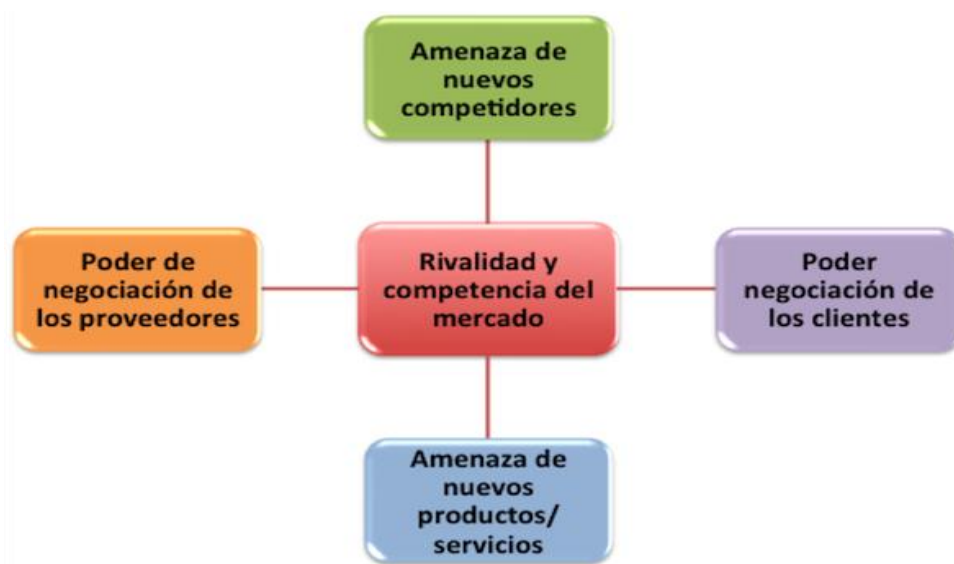 Amenaza de
nuevos
competidores
Poder de
negociación de
los proveedores
Rivalidad y
competencia del
mercado
Poder
negociación de
los clientes
Amenaza de
nuevos
productos/
servicios